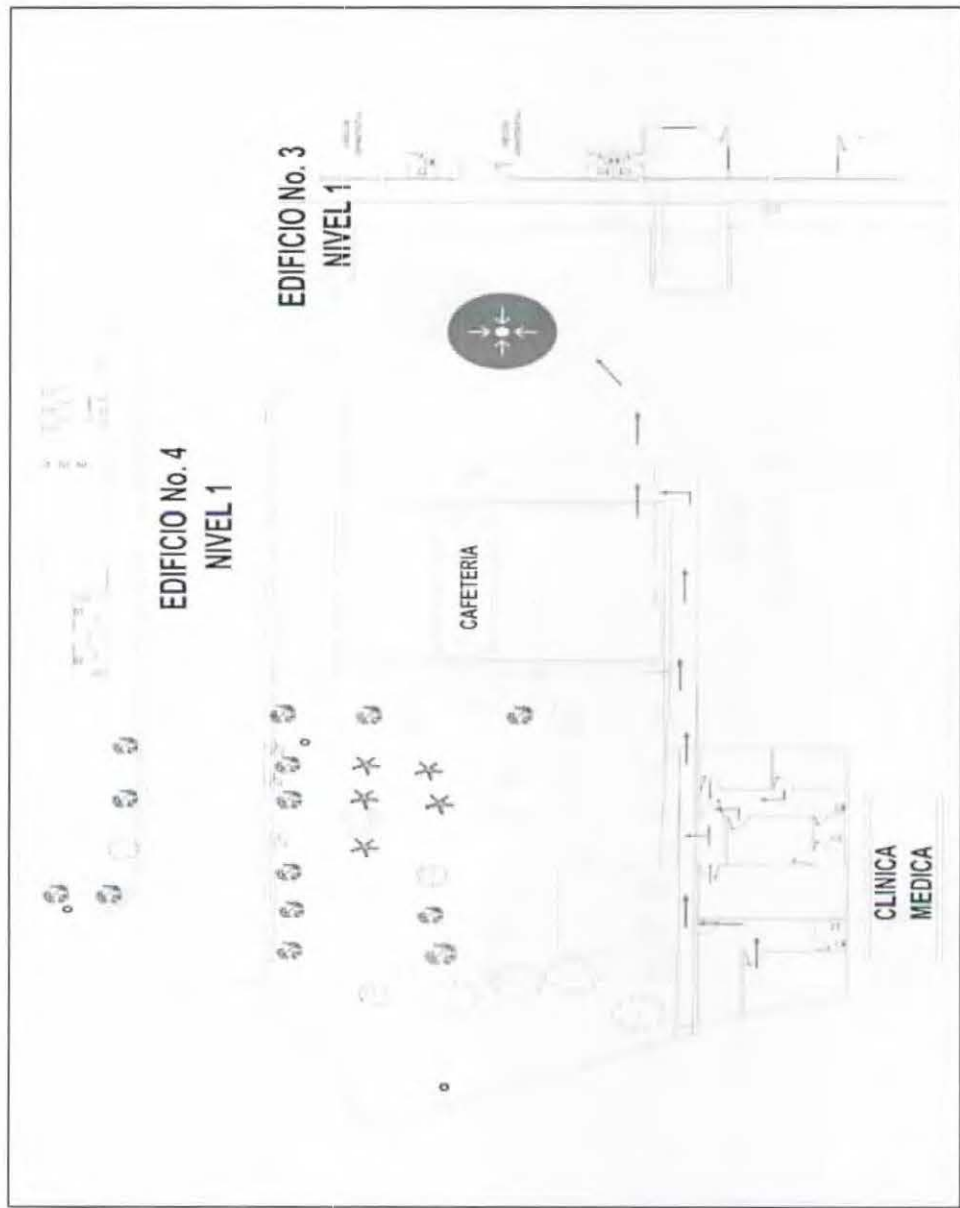 EDIFICIO No. 3
NIVEL 1
EDIFICIO No. 4
NIVEL 1
CAFETERIA
CLINICA
MEDICA